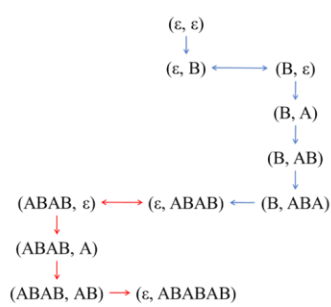 (ε, ε)
(ε, B) (B, ε)
(B, A)
(B, AB)
(ABAB, ε) (ε, ABAB) (B, ABA)
(ABAB, A)
(ABAB, AB) (ε, ABABAB)